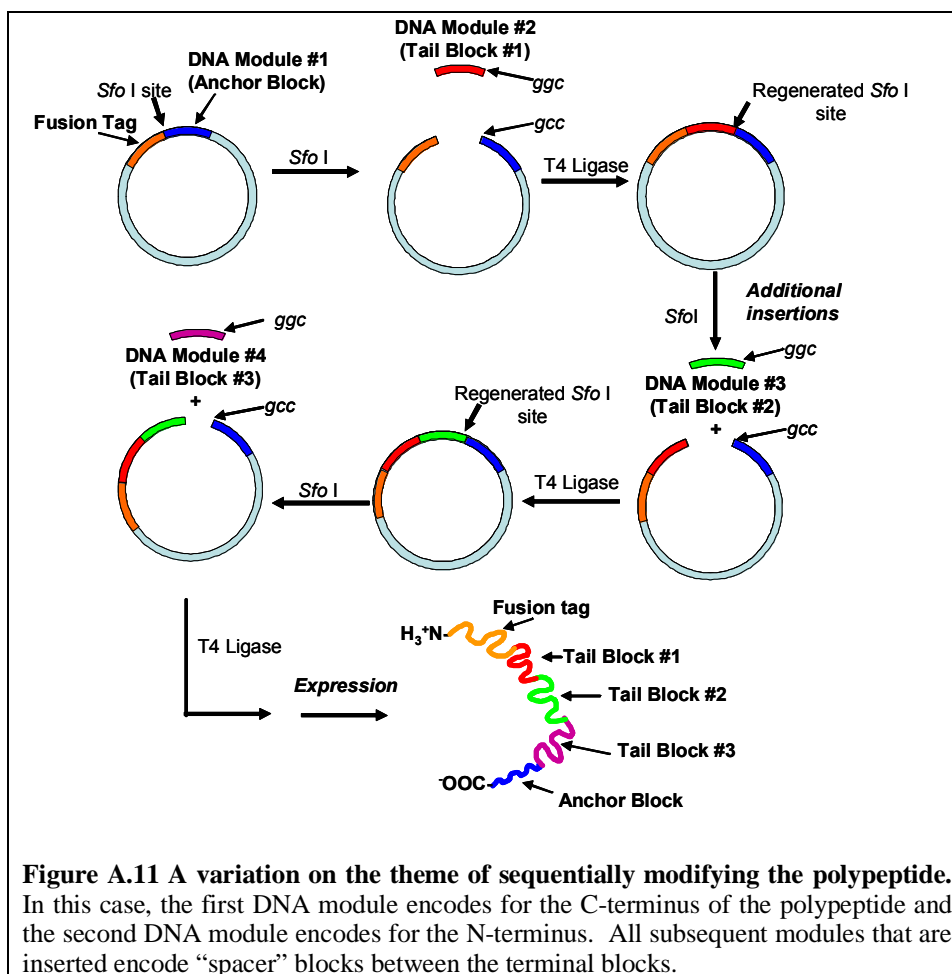 DNA Module #1
(Anchor Block)
Sfo I site
Fusion Tag
Sfo I
DNA Module #2
(Tail Block #1)
ggc
gcc
T4 Ligase
Regenerated Sfo I
site
SfoI
Additional
insertions
ggc
DNA Module #3
(Tail Block #2)
+
gcc
T4 Ligase
Regenerated Sfo I
site
Sfo I
ggc
DNA Module #4
(Tail Block #3)
+
gcc
T4 Ligase
Expression
Fusion tag
H3+N-
Tail Block #1
Tail Block #2
Tail Block #3
-OOC-
Anchor Block
Figure A.11 A variation on the theme of sequentially modifying the polypeptide.
In this case, the first DNA module encodes for the C-terminus of the polypeptide and
the second DNA module encodes for the N-terminus. All subsequent modules that are
inserted encode “spacer” blocks between the terminal blocks.